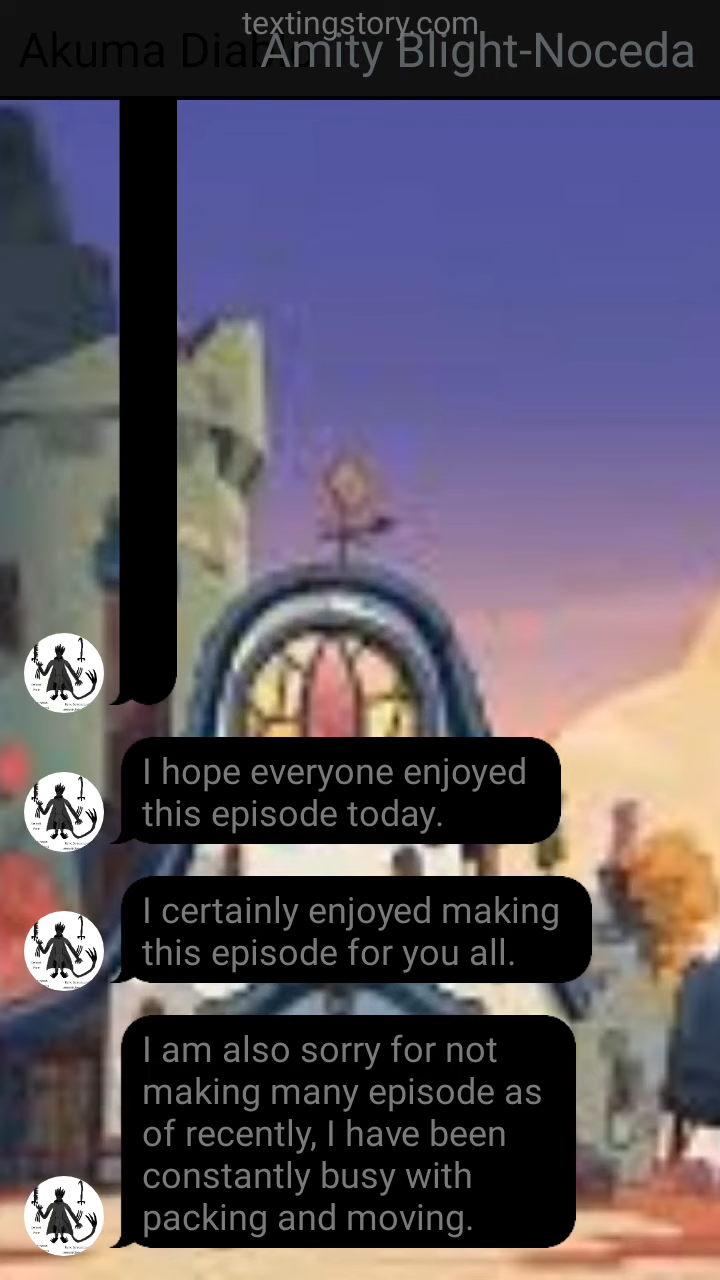 textingstory.com
Akuma Diablo
Amity Blight-Noceda
I hope everyone enjoyed
this episode today.
I certainly enjoyed making
this episode for you all.
I am also sorry for not
making many episode as
of recently, I have been
constantly busy with
packing and moving.